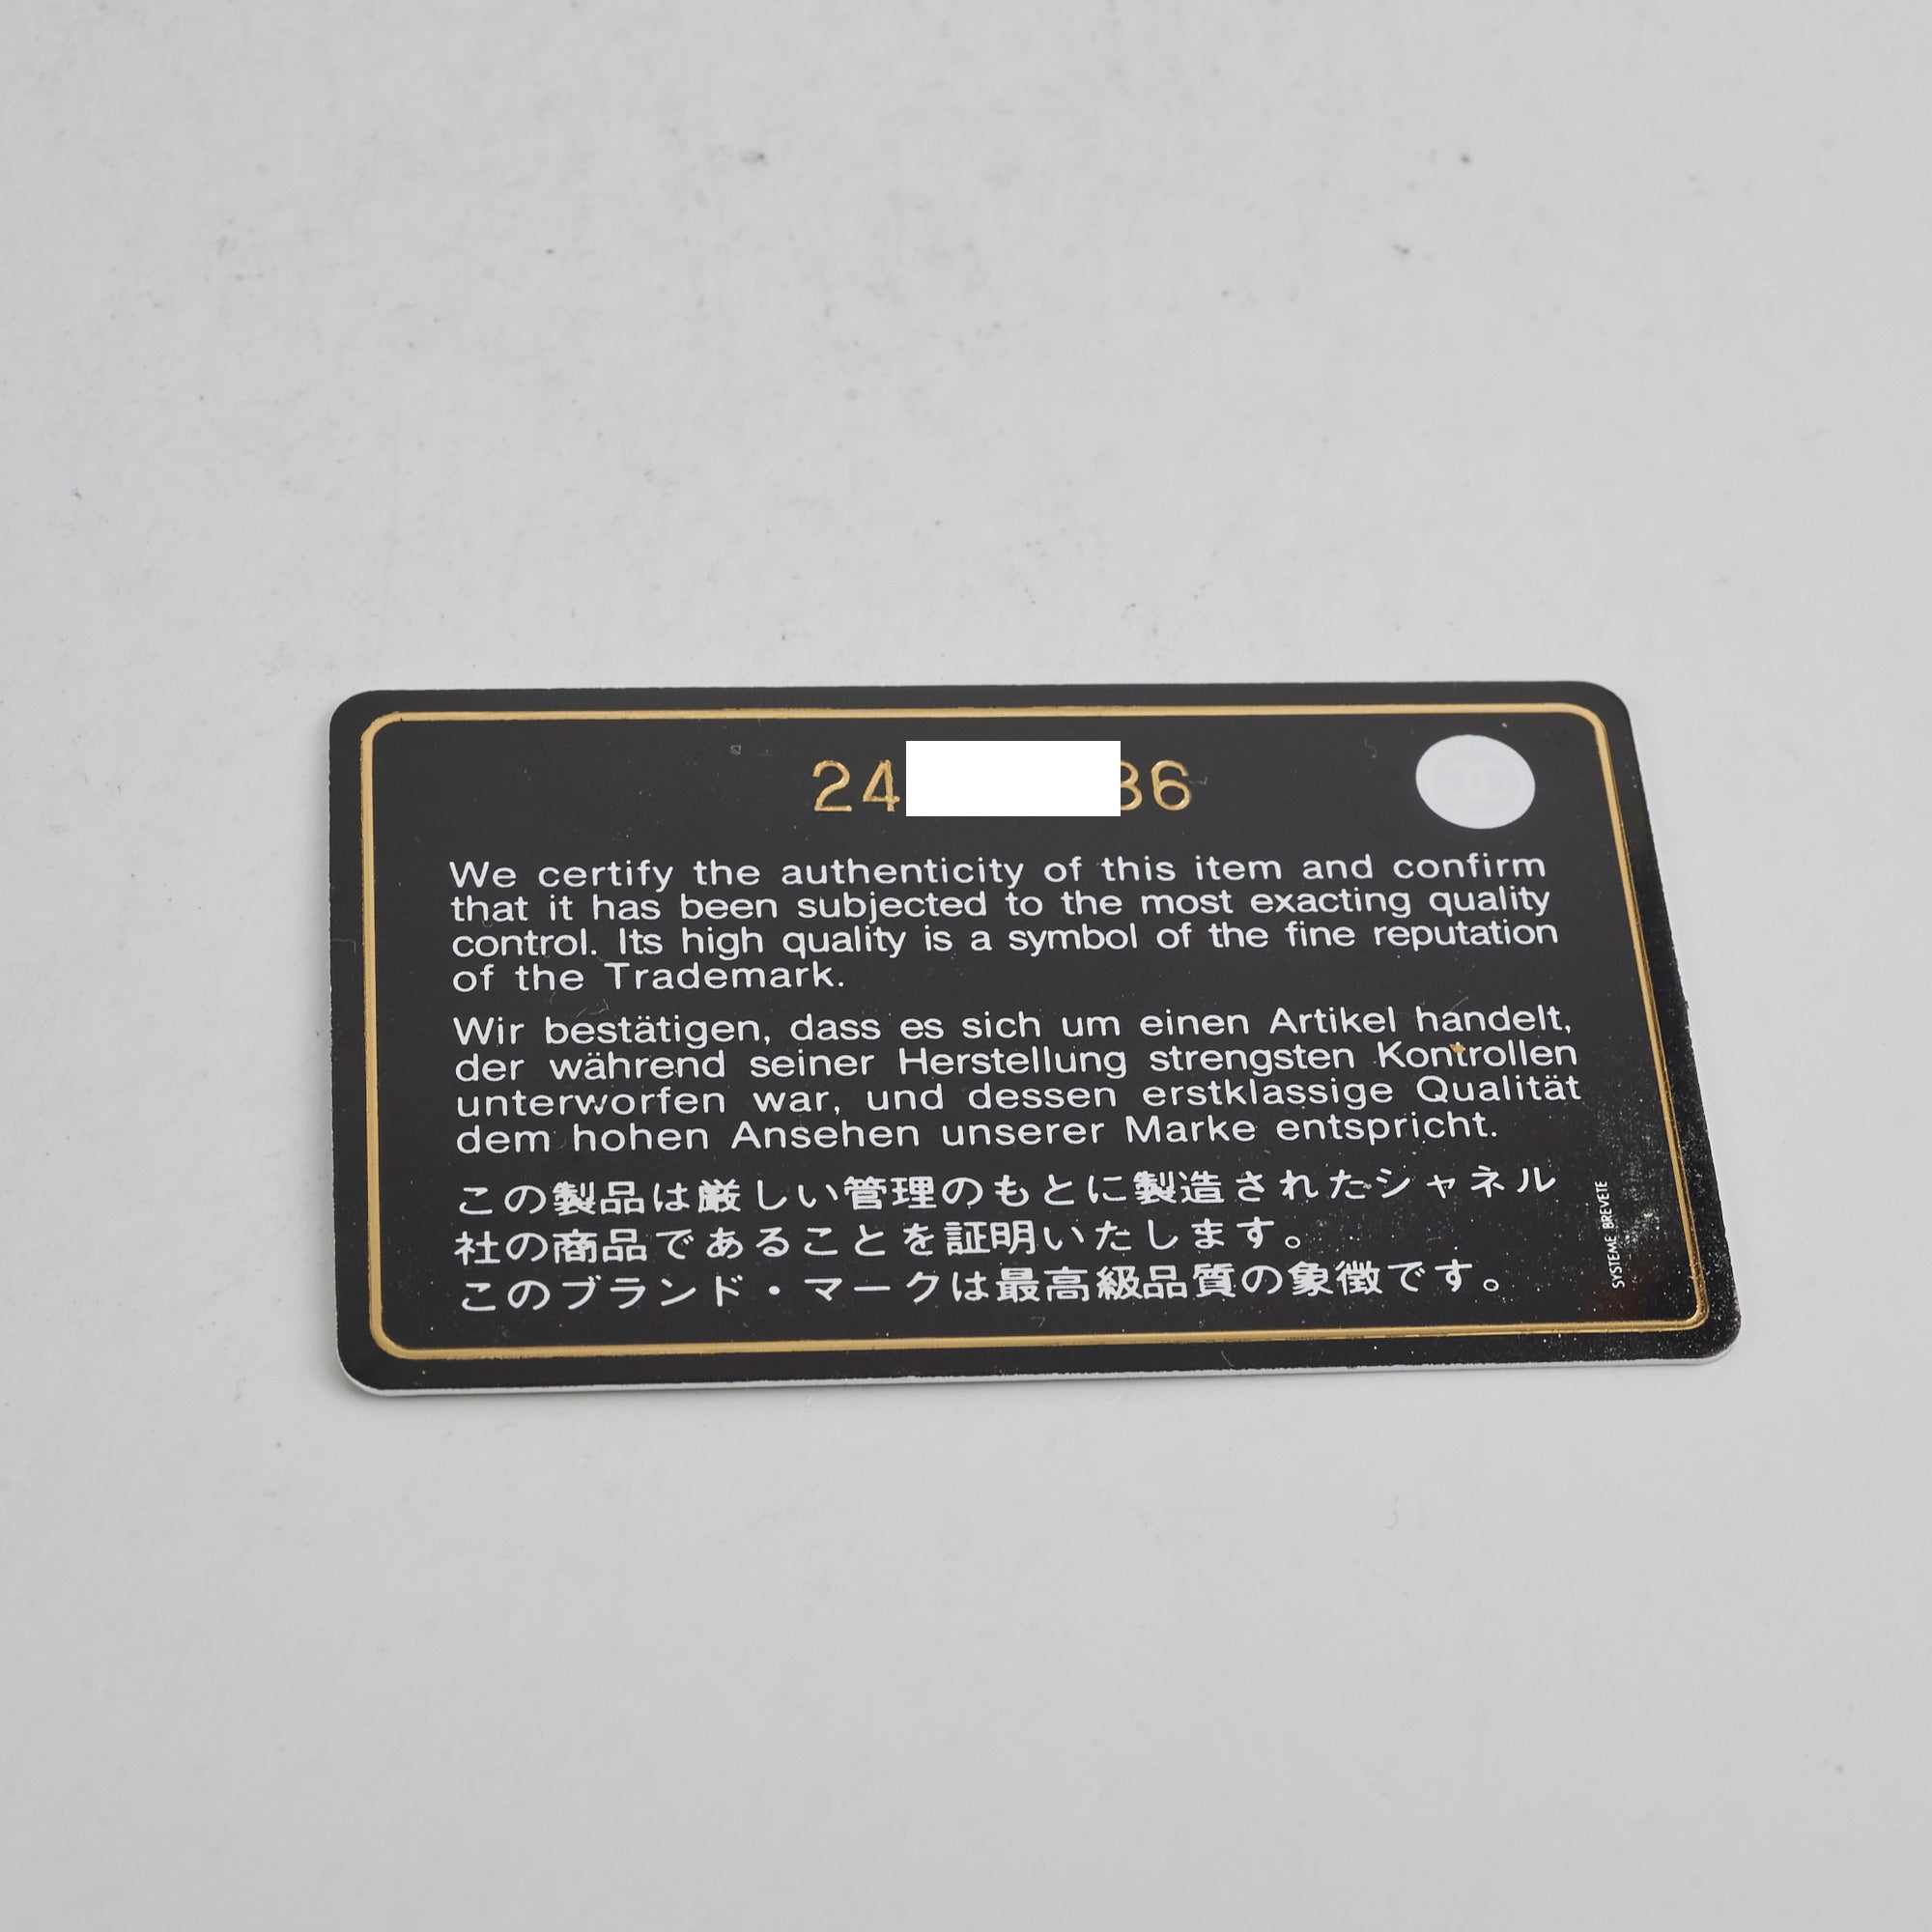 24 86
We certify the authenticity of this item and confirm
that it has been subjected to the most exacting quality
control. Its high quality is a symbol of the fine reputation
of the Trademark.
Wir bestätigen, dass es sich um einen Artikel handelt,
der während seiner Herstellung strengsten Kontrollen
unterworfen war, und dessen erstklassige Qualität
dem hohen Ansehen unserer Marke entspricht.
この製品は厳しい管理のもとに製造されたシャネル
社の商品であることを証明いたします。
このブランド・マークは最高級品質の象徴です。
SYSTEME BREVETE